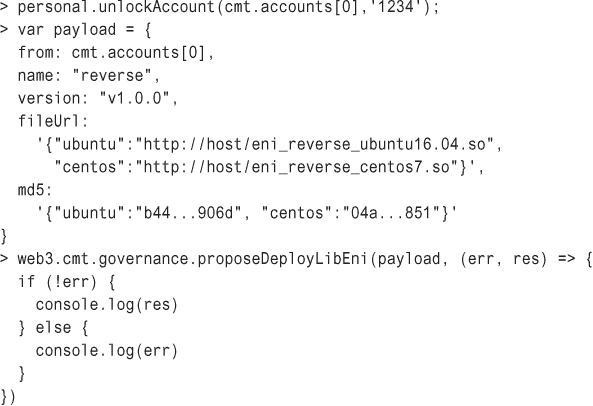 > personal.unlockAccount(cmt.accounts[0],'1234');
> var payload = {
from: cmt.accounts[0],
name: "reverse",
version: "v1.0.0",
fileUrl:
'{"ubuntu":"http://host/eni_reverse_ubuntu16.04.so",
"centos":"http://host/eni_reverse_centos7.so"}',
md5:
'{"ubuntu":"b44...906d", "centos":"04a...851"}'
}
> web3.cmt.governance.proposeDeployLibEni(payload, (err, res) => {
if (!err) {
console.log(res)
} else {
console.log(err)
}
})